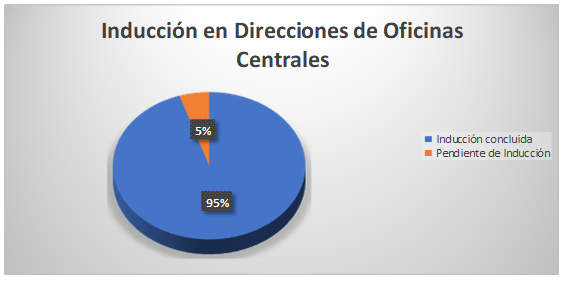 Inducción en Direcciones de Oficinas
Centrales
5%
95%
Inducción concluida
Pendiente de Inducción